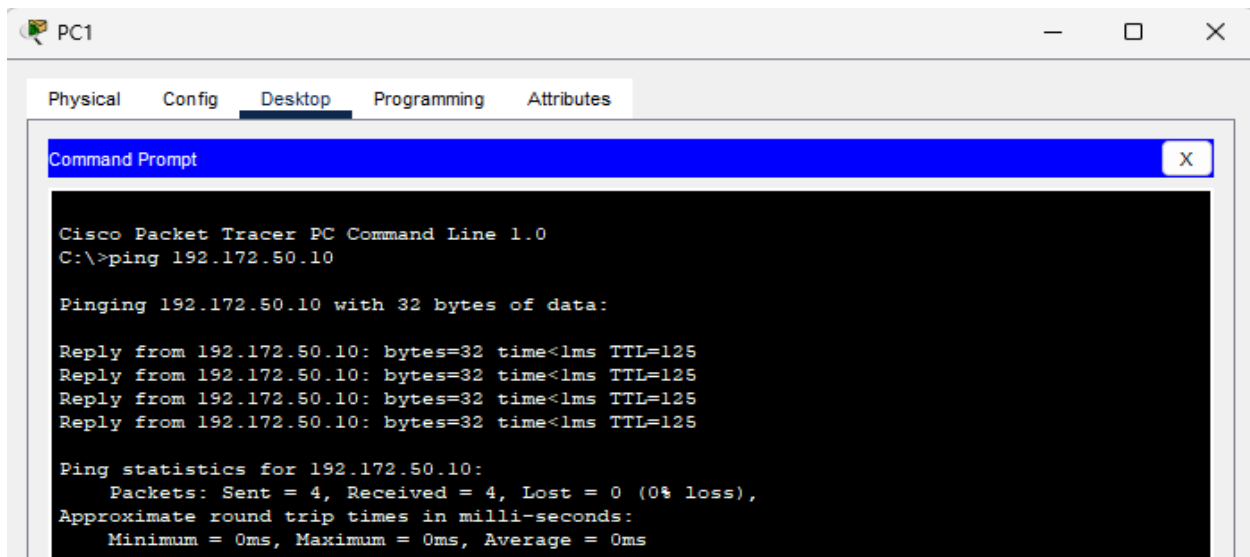 PC1
Physical Config Desktop Programming Attributes
Command Prompt
X
Cisco Packet Tracer PC Command Line 1.0
C:\>ping 192.172.50.10
Pinging 192.172.50.10 with 32 bytes of data:
Reply from 192.172.50.10: bytes=32 time<1ms TTL=125
Reply from 192.172.50.10: bytes=32 time<1ms TTL=125
Reply from 192.172.50.10: bytes=32 time<1ms TTL=125
Reply from 192.172.50.10: bytes=32 time<1ms TTL=125
Ping statistics for 192.172.50.10:
Packets: Sent = 4, Received = 4, Lost = 0 (0% loss),
Approximate round trip times in milli-seconds:
Minimum = 0ms, Maximum = 0ms, Average = 0ms